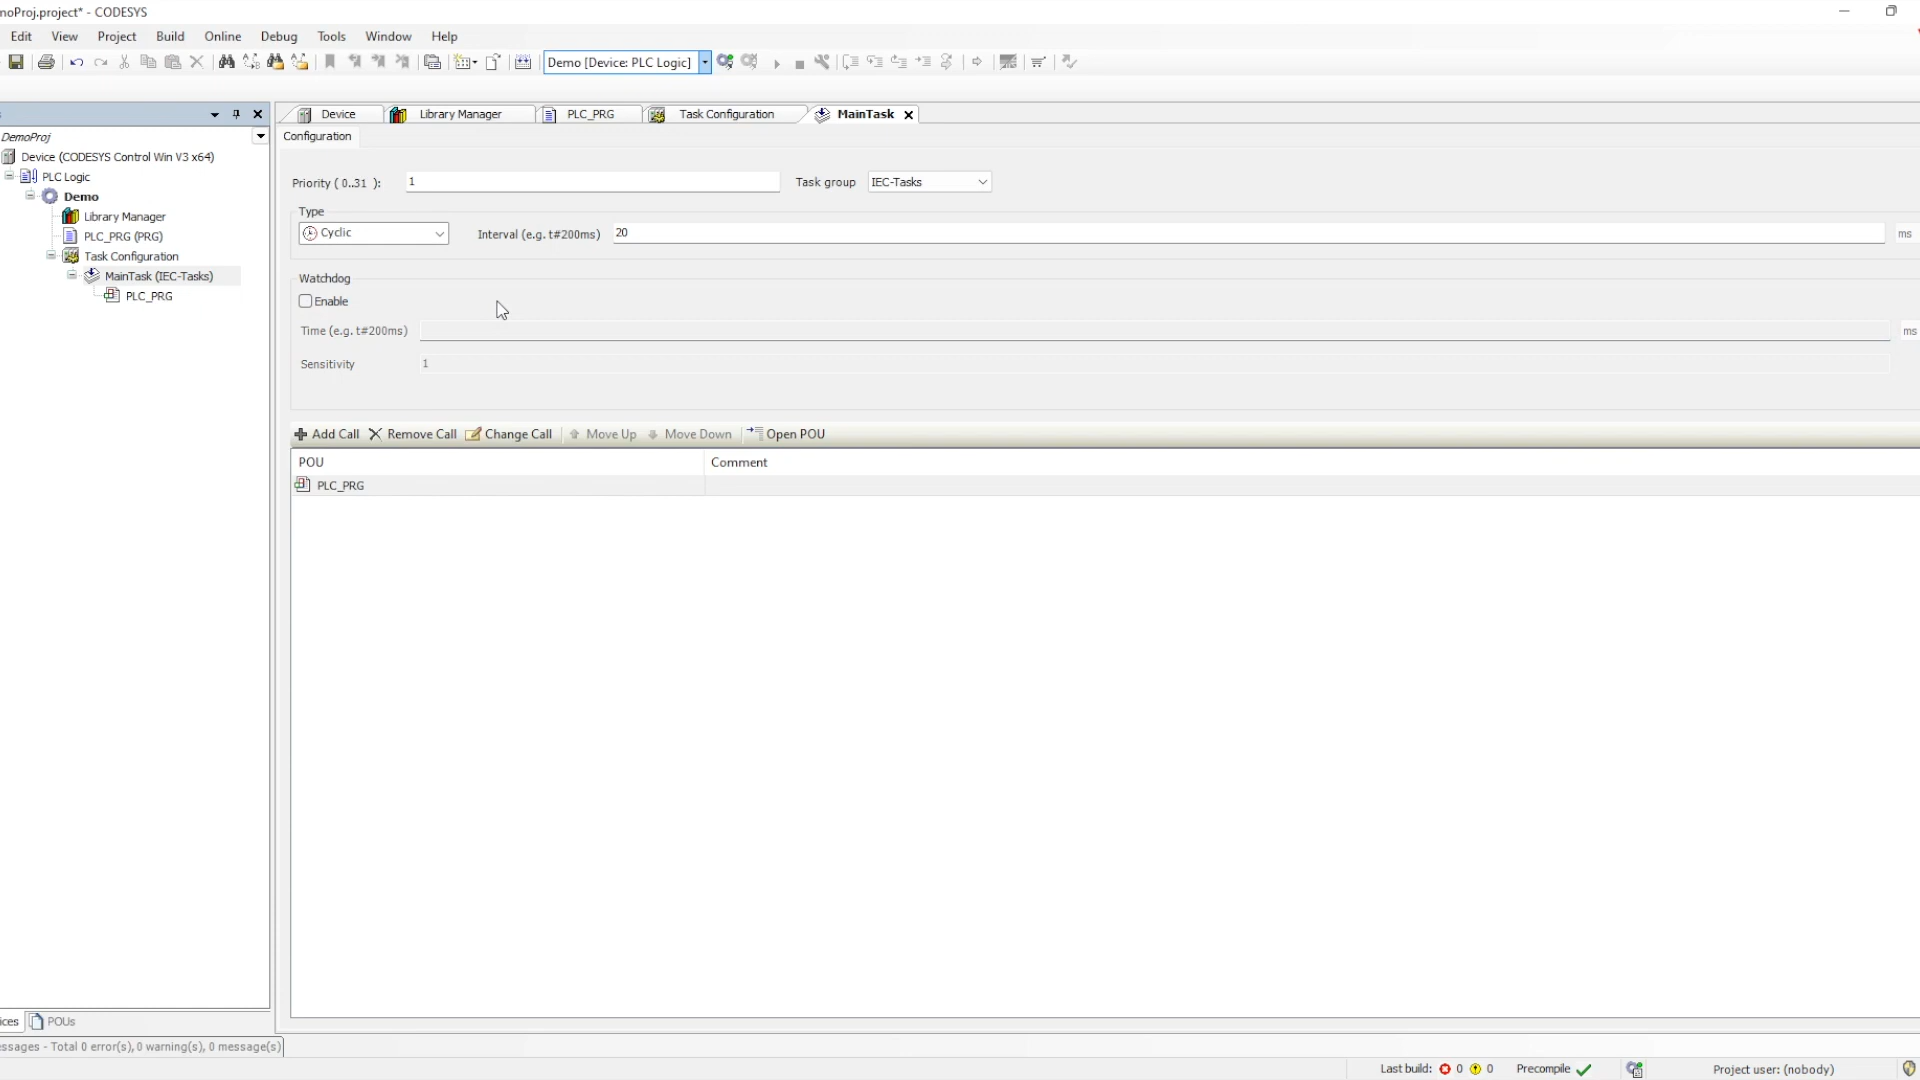 noProj.project* - CODESYS
Edit View Project Build Online Debug Tools Window Help
Demo [Device: PLC Logic]
Device Library Manager PLC_PRG Task Configuration MainTask
DemoProj
Device (CODESYS Control Win V3 x64)
PLC Logic
Demo
Library Manager
PLC_PRG (PRG)
Task Configuration
MainTask (IEC-Tasks)
PLC_PRG
Configuration
Priority ( 0..31 ): 1 Task group IEC-Tasks
Type
Cyclic Interval (e.g. t#200ms) 20 ms
Watchdog
Enable
Time (e.g. t#200ms) ms
Sensitivity 1
Add Call Remove Call Change Call Move Up Move Down Open POU
POU Comment
PLC_PRG
ices POUs
essages - Total 0 error(s), 0 warning(s), 0 message(s)
Last build: 0 0 Precompile Project user: (nobody)